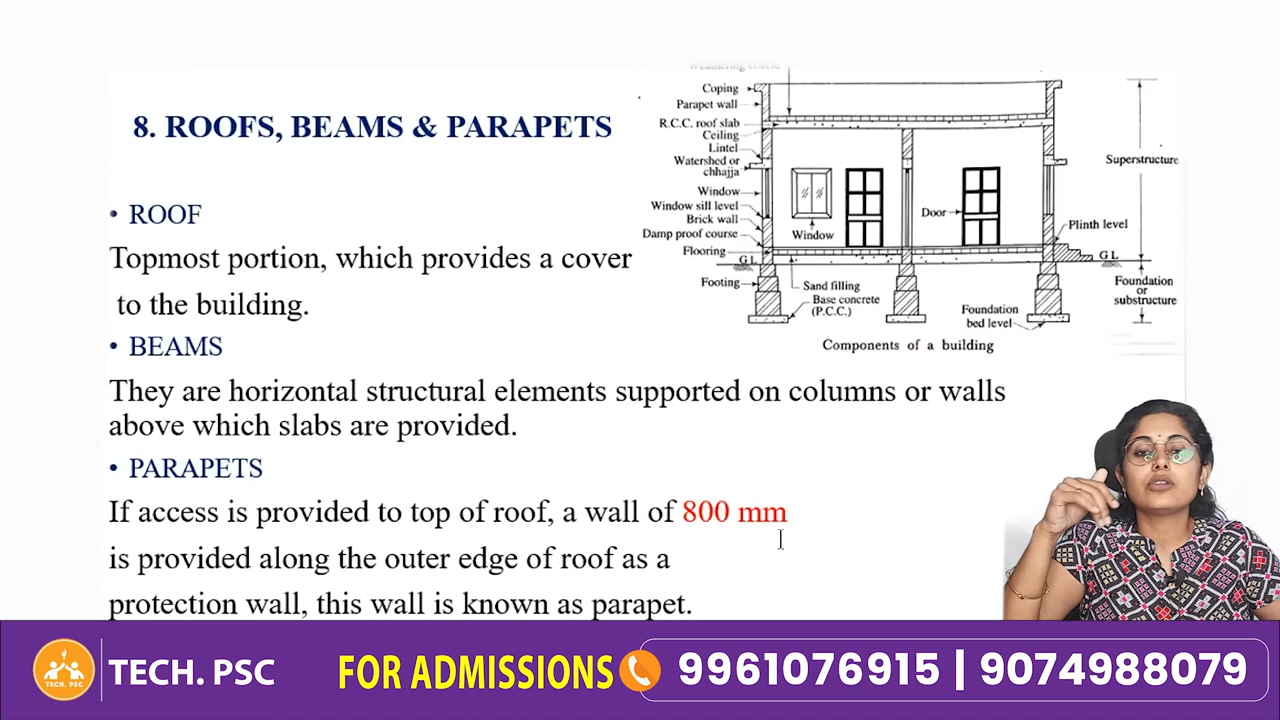 Weathering course
8. ROOFS, BEAMS & PARAPETS
• ROOF
Topmost portion, which provides a cover
to the building.
• BEAMS
They are horizontal structural elements supported on columns or walls
above which slabs are provided.
• PARAPETS
If access is provided to top of roof, a wall of 800 mm
is provided along the outer edge of roof as a
protection wall, this wall is known as parapet.
Coping
Parapet wall
R.C.C. roof slab
Ceiling
Lintel
Watershed or
chhajja
Window
Window sill level
Brick wall
Damp proof course
Flooring
G L
Footing
Window
Door
Sand filling
Base concrete
(P.C.C.)
Foundation
bed level
Superstructure
Plinth level
G L
Foundation
or
substructure
Components of a building
TECH. PSC
TECH. PSC
FOR ADMISSIONS
9961076915 | 9074988079